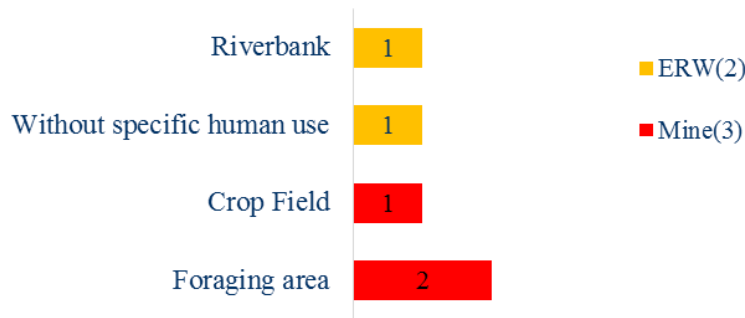 Riverbank
1
ERW(2)
Without specific human use
1
Mine(3)
Crop Field
1
Foraging area
2